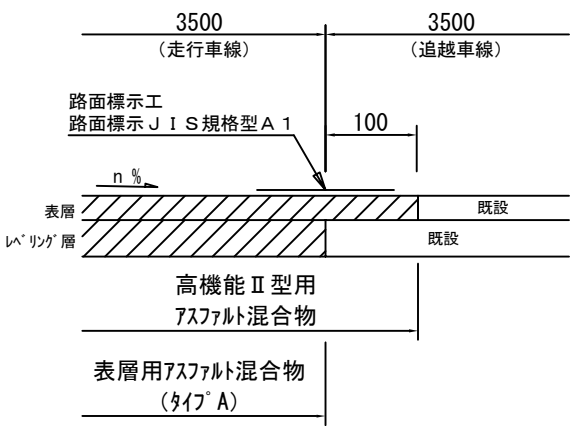 3500
3500
(走行車線)
(追越車線)
路面標示工
路面標示JIS規格型A1
100
n %
表層
既設
ﾚﾍﾞﾘﾝｸﾞ層
既設
高機能Ⅱ型用
ｱｽﾌｧﾙﾄ混合物
表層用ｱｽﾌｧﾙﾄ混合物
(ﾀｲﾌﾟA)